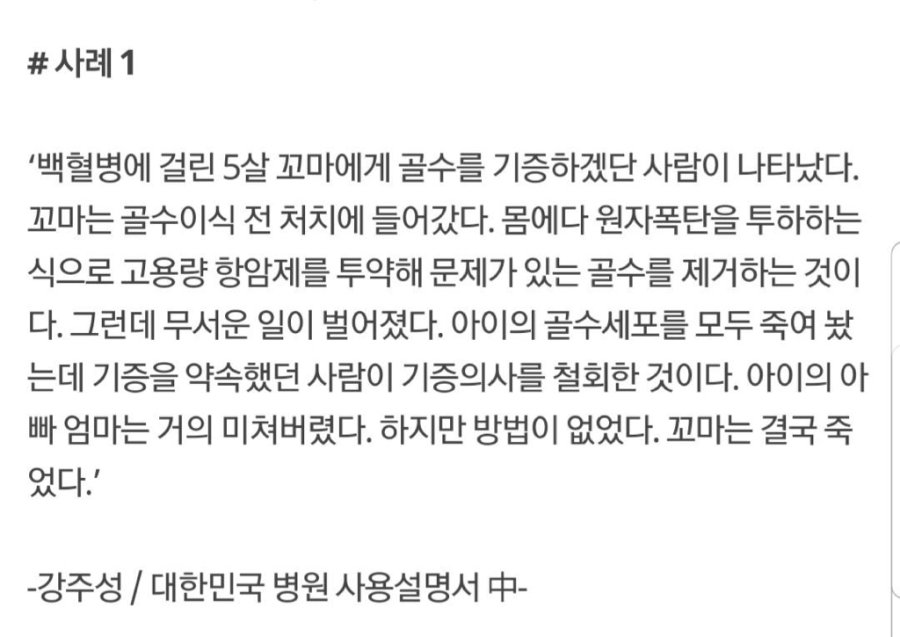 # 사례 1
‘백혈병에 걸린 5살 꼬마에게 골수를 기증하겠단 사람이 나타났다.
꼬마는 골수이식 전 처치에 들어갔다. 몸에다 원자폭탄을 투하하는
식으로 고용량 항암제를 투약해 문제가 있는 골수를 제거하는 것이
다. 그런데 무서운 일이 벌어졌다. 아이의 골수세포를 모두 죽여 놨
는데 기증을 약속했던 사람이 기증의사를 철회한 것이다. 아이의 아
빠 엄마는 거의 미쳐버렸다. 하지만 방법이 없었다. 꼬마는 결국 죽
었다.’
-강주성 / 대한민국 병원 사용설명서 中-